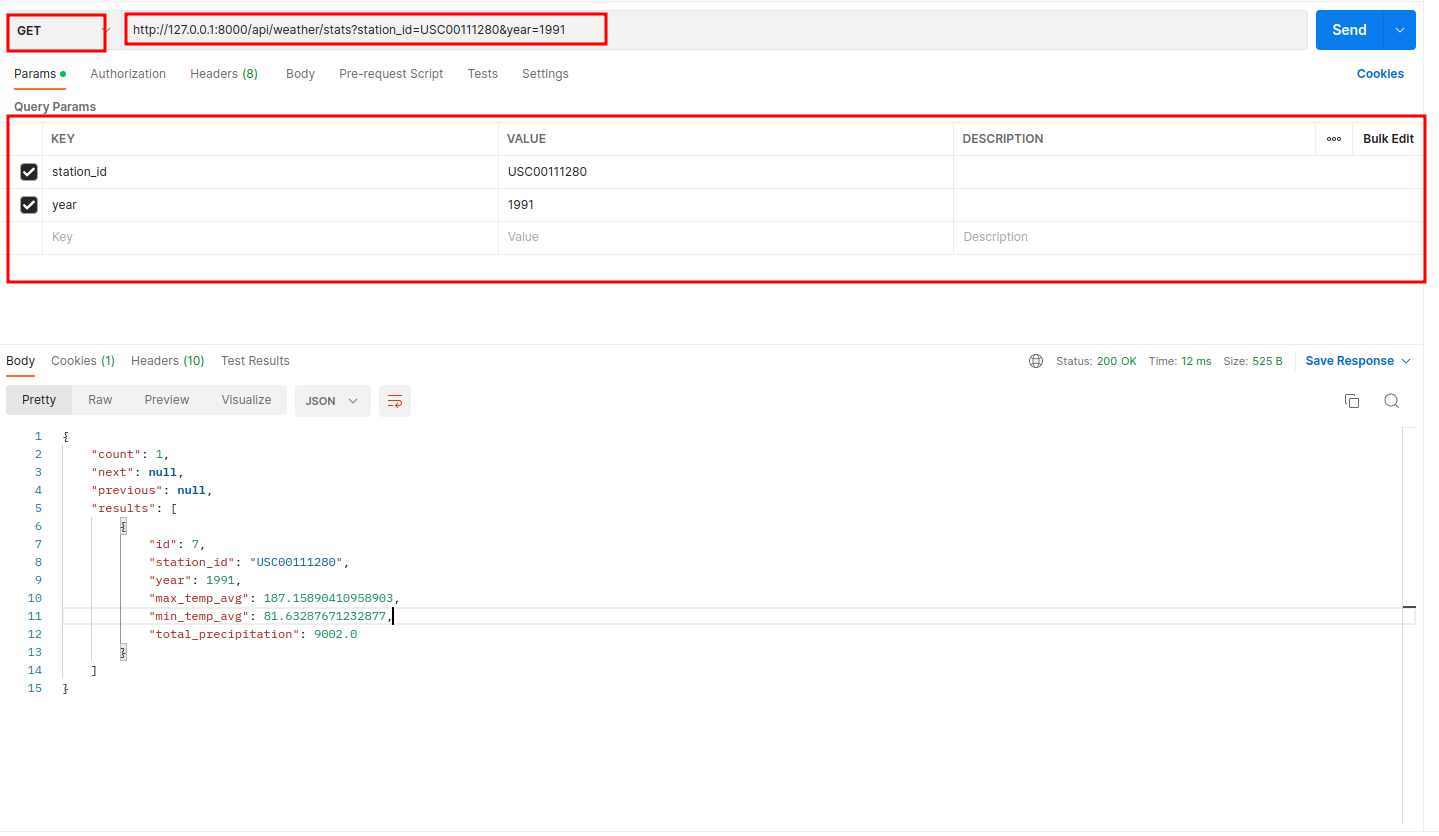 GET http://127.0.0.1:8000/api/weather/stats?station_id=USC00111280&year=1991 Send
Params Authorization Headers (8) Body Pre-request Script Tests Settings Cookies
Query Params
KEY VALUE DESCRIPTION ooo Bulk Edit
station_id USC00111280
year 1991
Key Value Description
Body Cookies (1) Headers (10) Test Results Status: 200 OK Time: 12 ms Size: 525 B Save Response
Pretty Raw Preview Visualize JSON
1 {
2 "count": 1,
3 "next": null,
4 "previous": null,
5 "results": [
6 {
7 "id": 7,
8 "station_id": "USC00111280",
9 "year": 1991,
10 "max_temp_avg": 187.15890410958903,
11 "min_temp_avg": 81.63287671232877,
12 "total_precipitation": 9002.0
13 }
14 ]
15 }